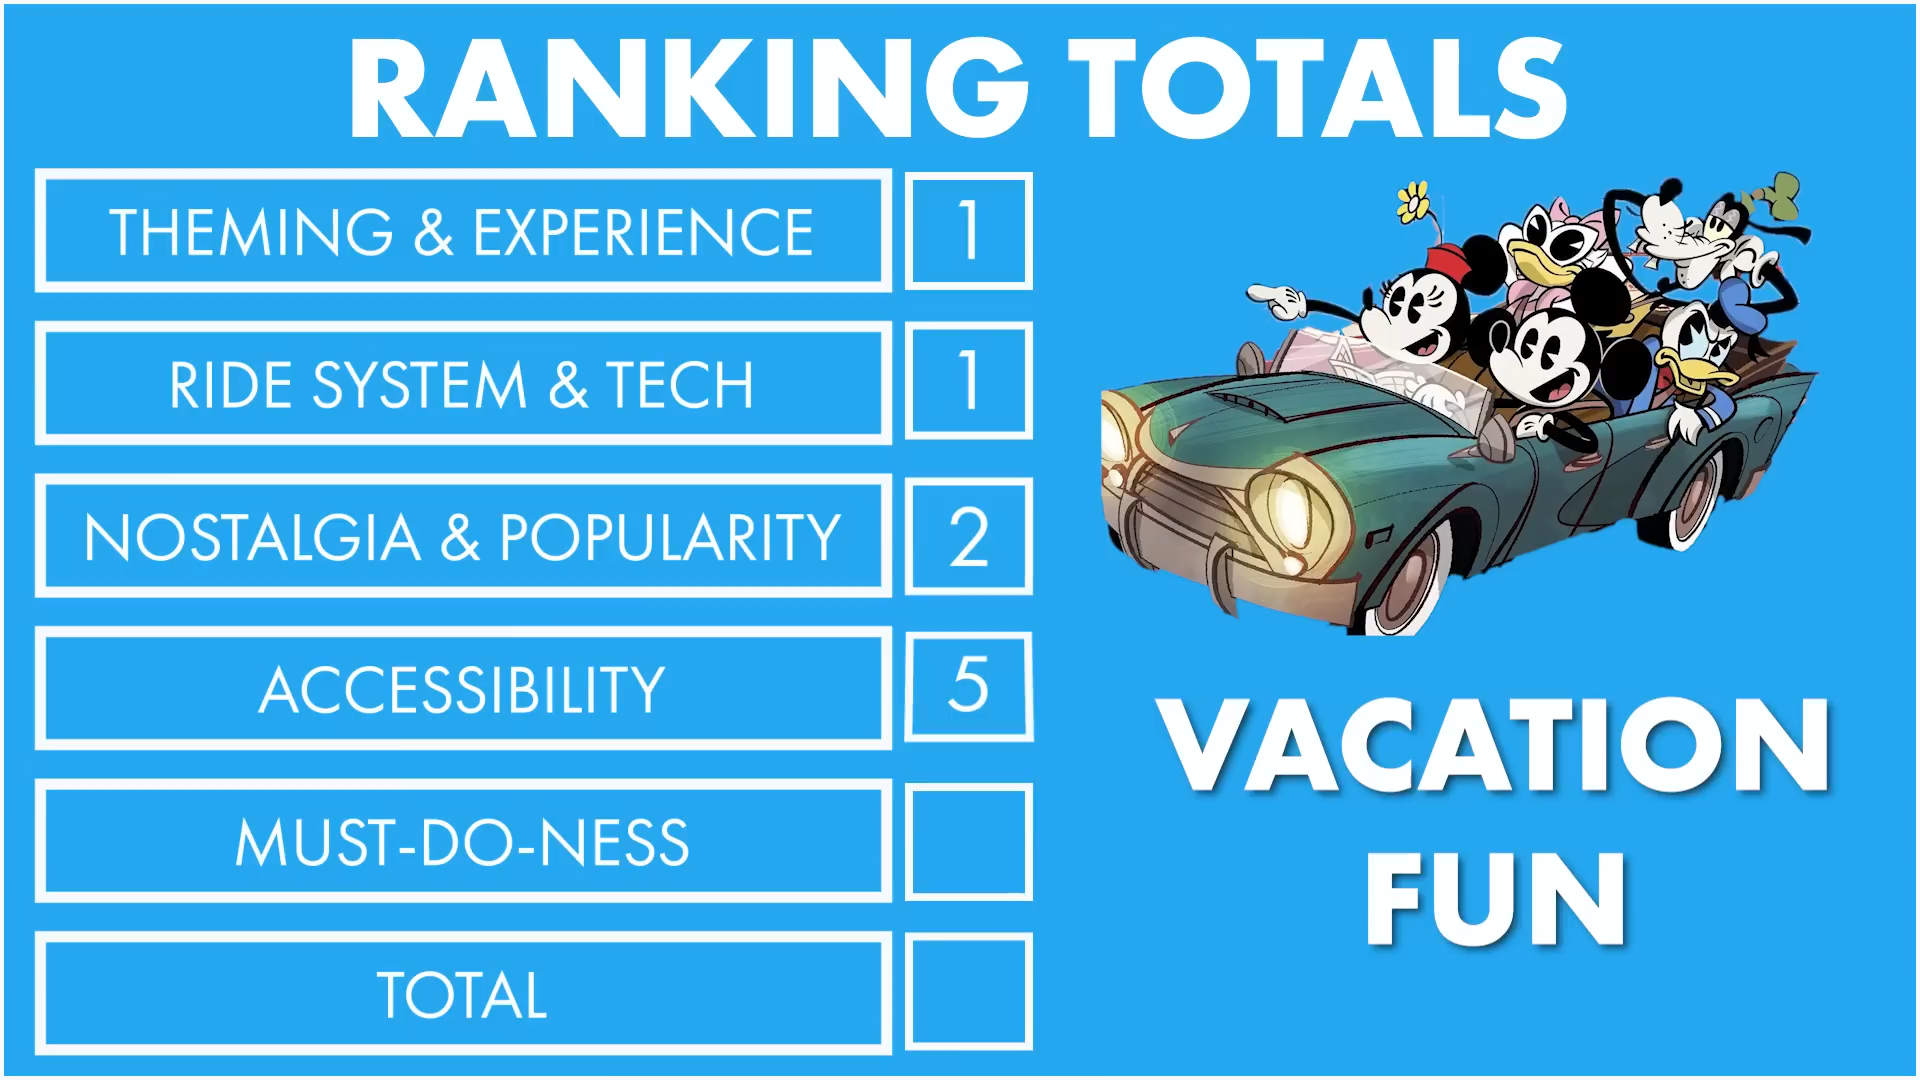 RANKING TOTALS
THEMING & EXPERIENCE 1
RIDE SYSTEM & TECH 1
NOSTALGIA & POPULARITY 2
ACCESSIBILITY 5
MUST-DO-NESS
TOTAL
VACATION
FUN